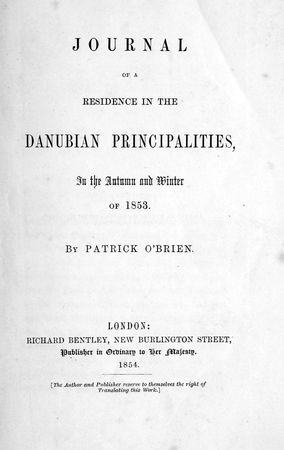 JOURNAL
OF A
RESIDENCE IN THE
DANUBIAN PRINCIPALITIES,
In the Autumn and Winter
OF 1853.
BY PATRICK O'BRIEN.
LONDON:
RICHARD BENTLEY, NEW BURLINGTON STREET,
Publisher in Ordinary to Her Majesty.
1854.
[The Author and Publisher reserve to themselves the right of
Translating this Work.]